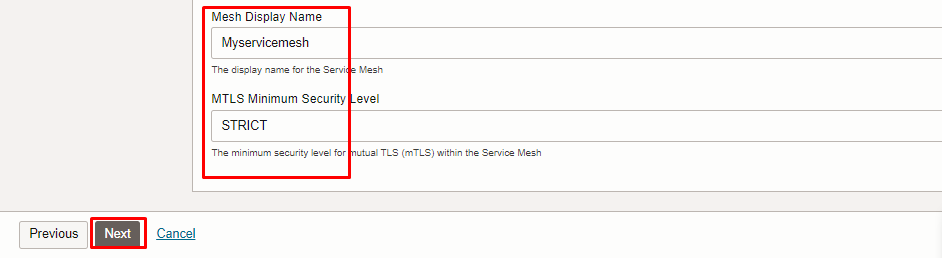 Mesh Display Name
Myservicemesh
The display name for the Service Mesh
MTLS Minimum Security Level
STRICT
The minimum security level for mutual TLS (mTLS) within the Service Mesh
Previous Next Cancel